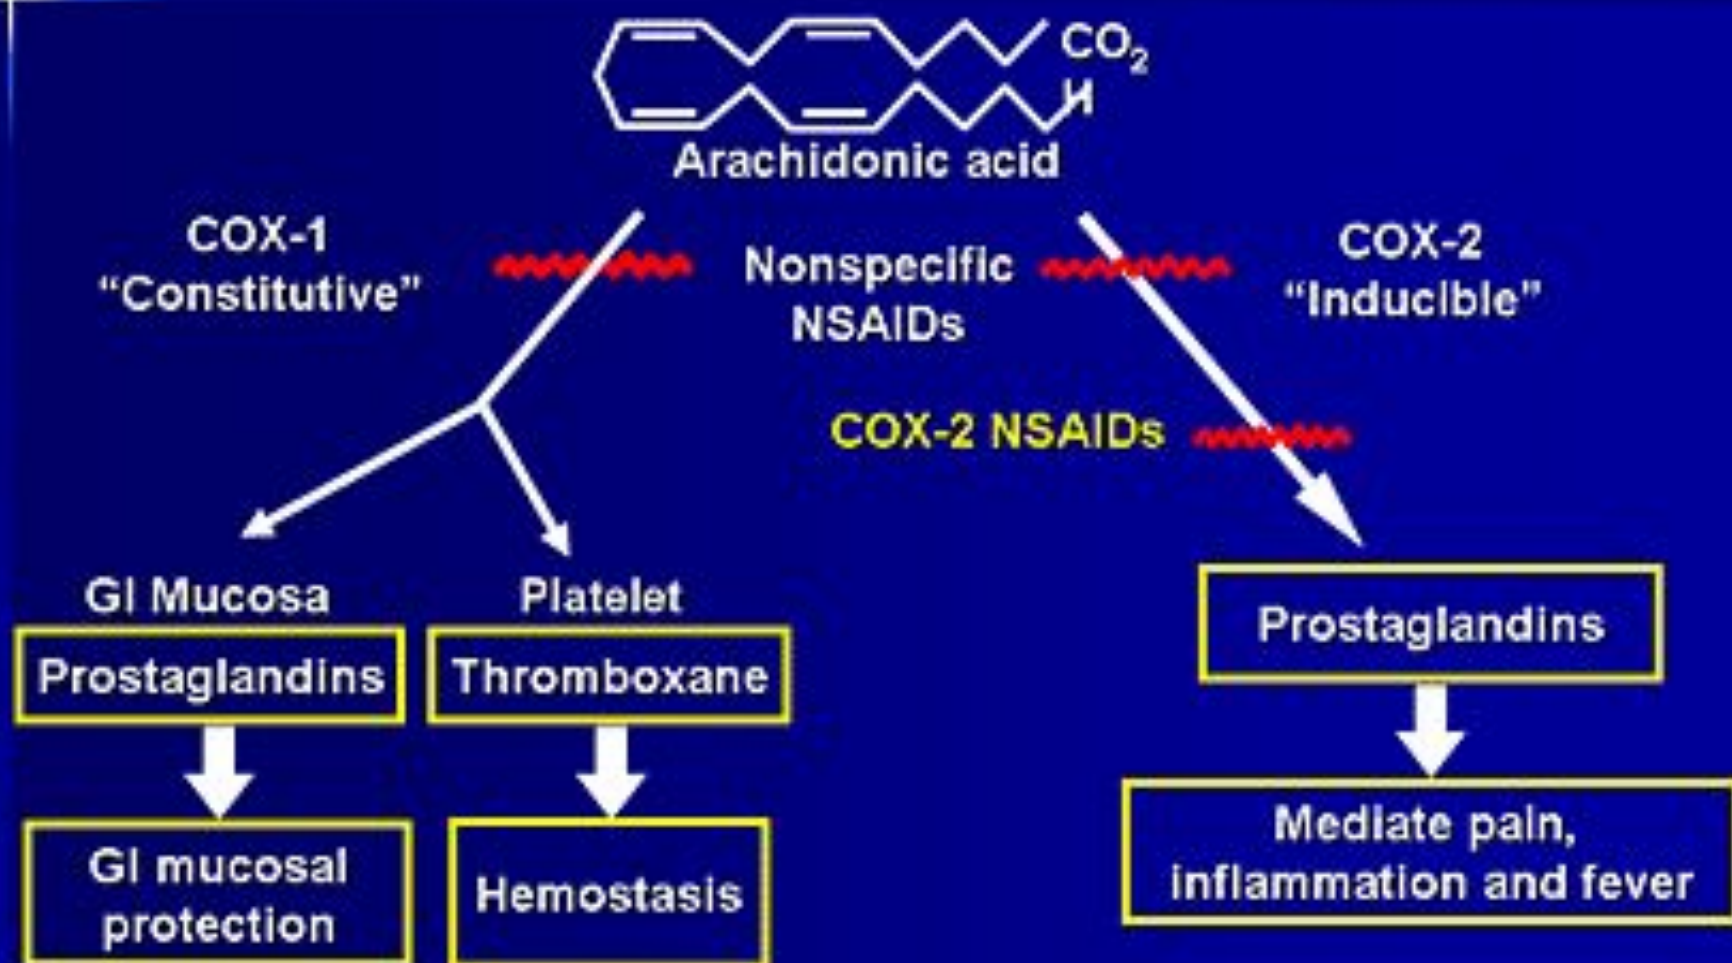 CO2
H
Arachidonic acid
COX-1
“Constitutive”
Nonspecific
NSAIDs
COX-2
“Inducible”
COX-2 NSAIDs
GI Mucosa
Prostaglandins
GI mucosal
protection
Platelet
Thromboxane
Hemostasis
Prostaglandins
Mediate pain,
inflammation and fever